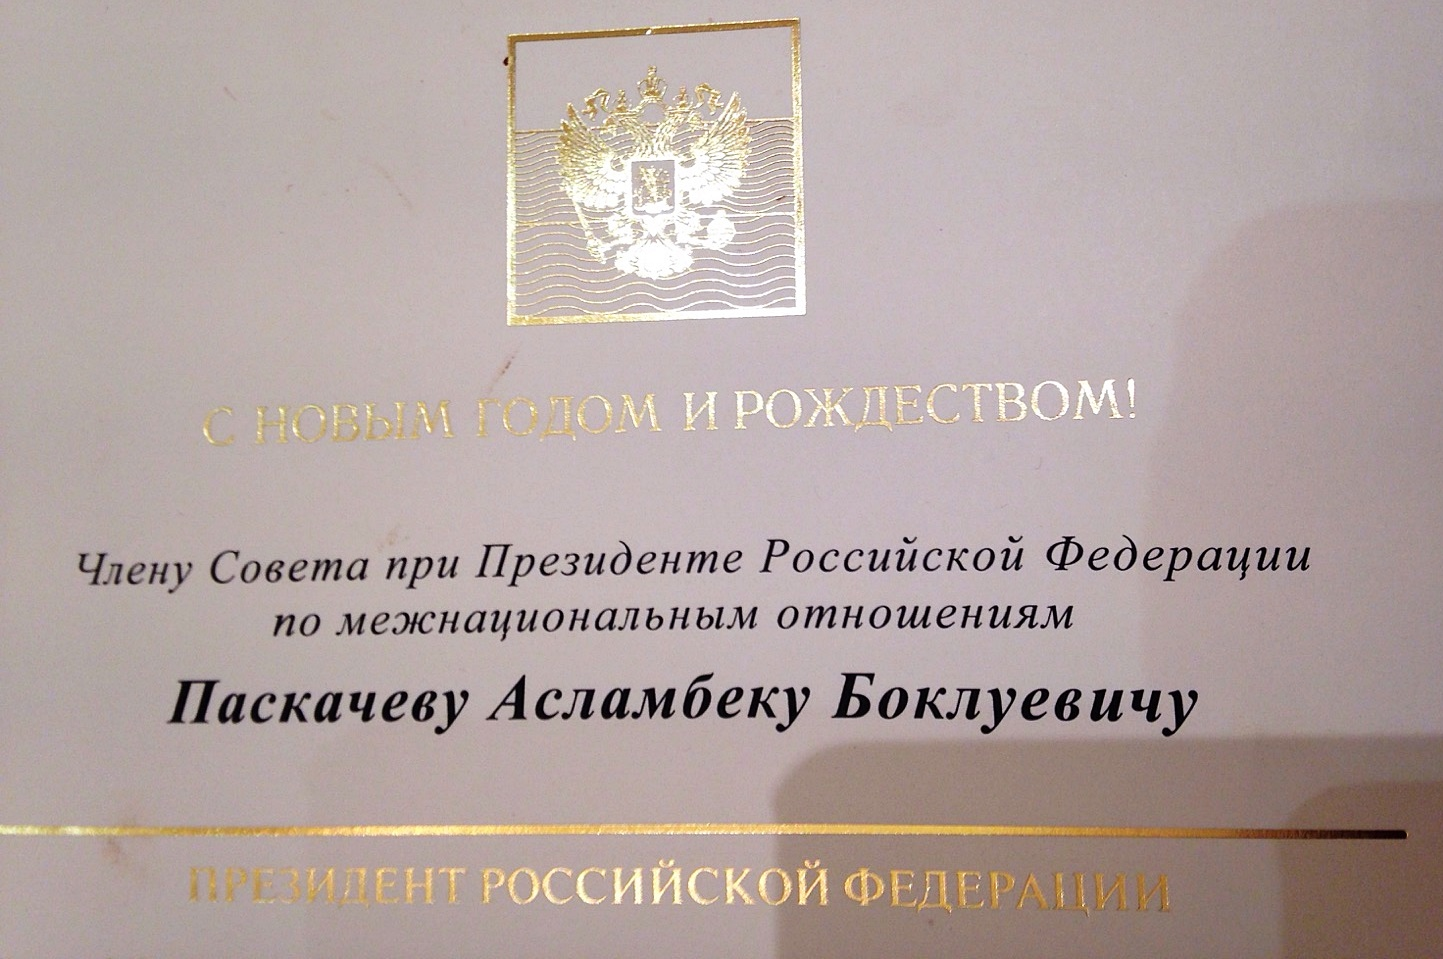 С НОВЫМ ГОДОМ И РОЖДЕСТВОМ!
Члену Совета при Президенте Российской Федерации
по межнациональным отношениям
Паскачеву Асламбеку Боклуевичу
ПРЕЗИДЕНТ РОССИЙСКОЙ ФЕДЕРАЦИИ